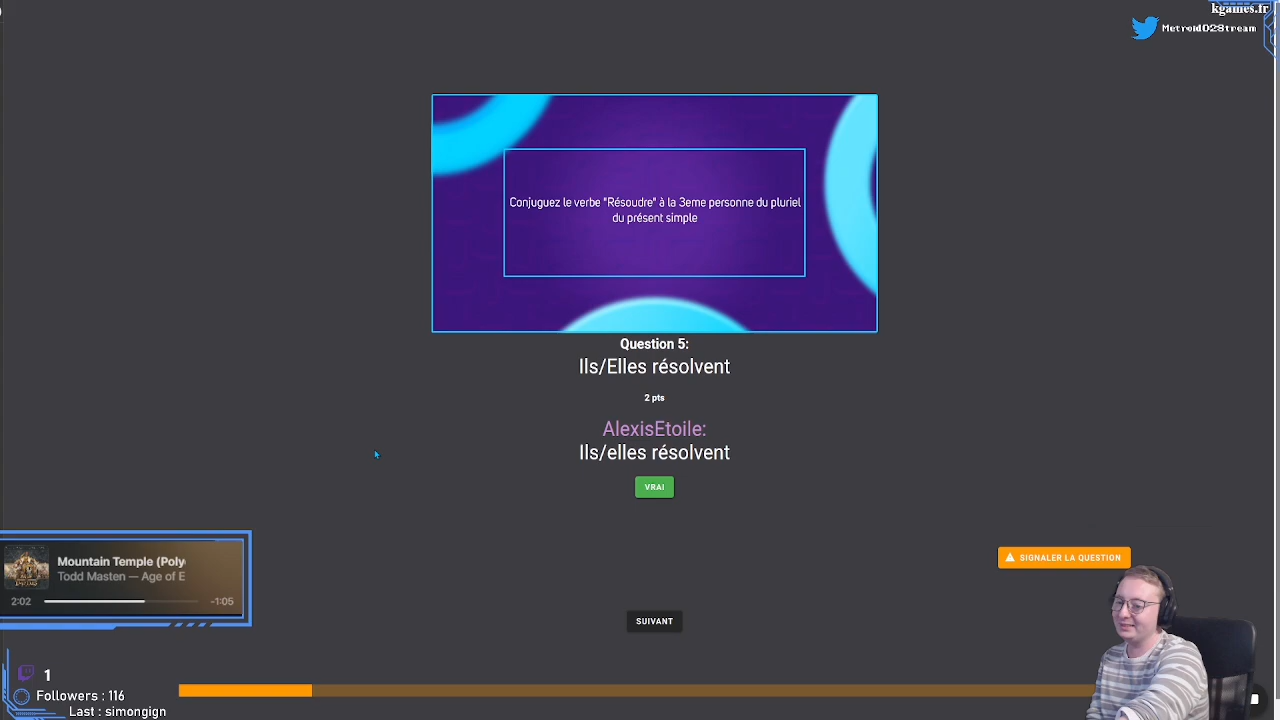 kgames.fr
Metroid028tream
Conjuguez le verbe "Résoudre" à la 3eme personne du pluriel
du présent simple
Question 5:
Ils/Elles résolvent
2 pts
AlexisEtoile:
Ils/elles résolvent
VRAI
SIGNALER LA QUESTION
Mountain Temple (Poly
Todd Masten — Age of E
2:02
-1:05
SUIVANT
1
Followers : 116
Last : simongign